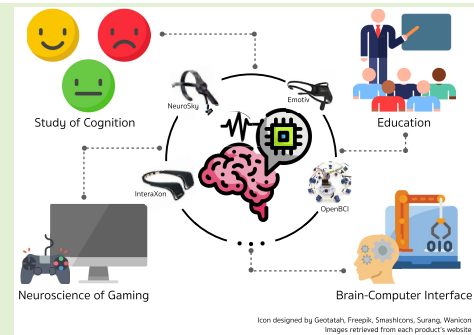 NeuroSky
Emotiv
Study of Cognition
Education
InteraXon
OpenBCI
010
Neuroscience of Gaming
Brain-Computer Interface
Icon designed by Geotatah, Freepik, SmashIcons, Surang, Wanicon
Images retrieved from each product's website